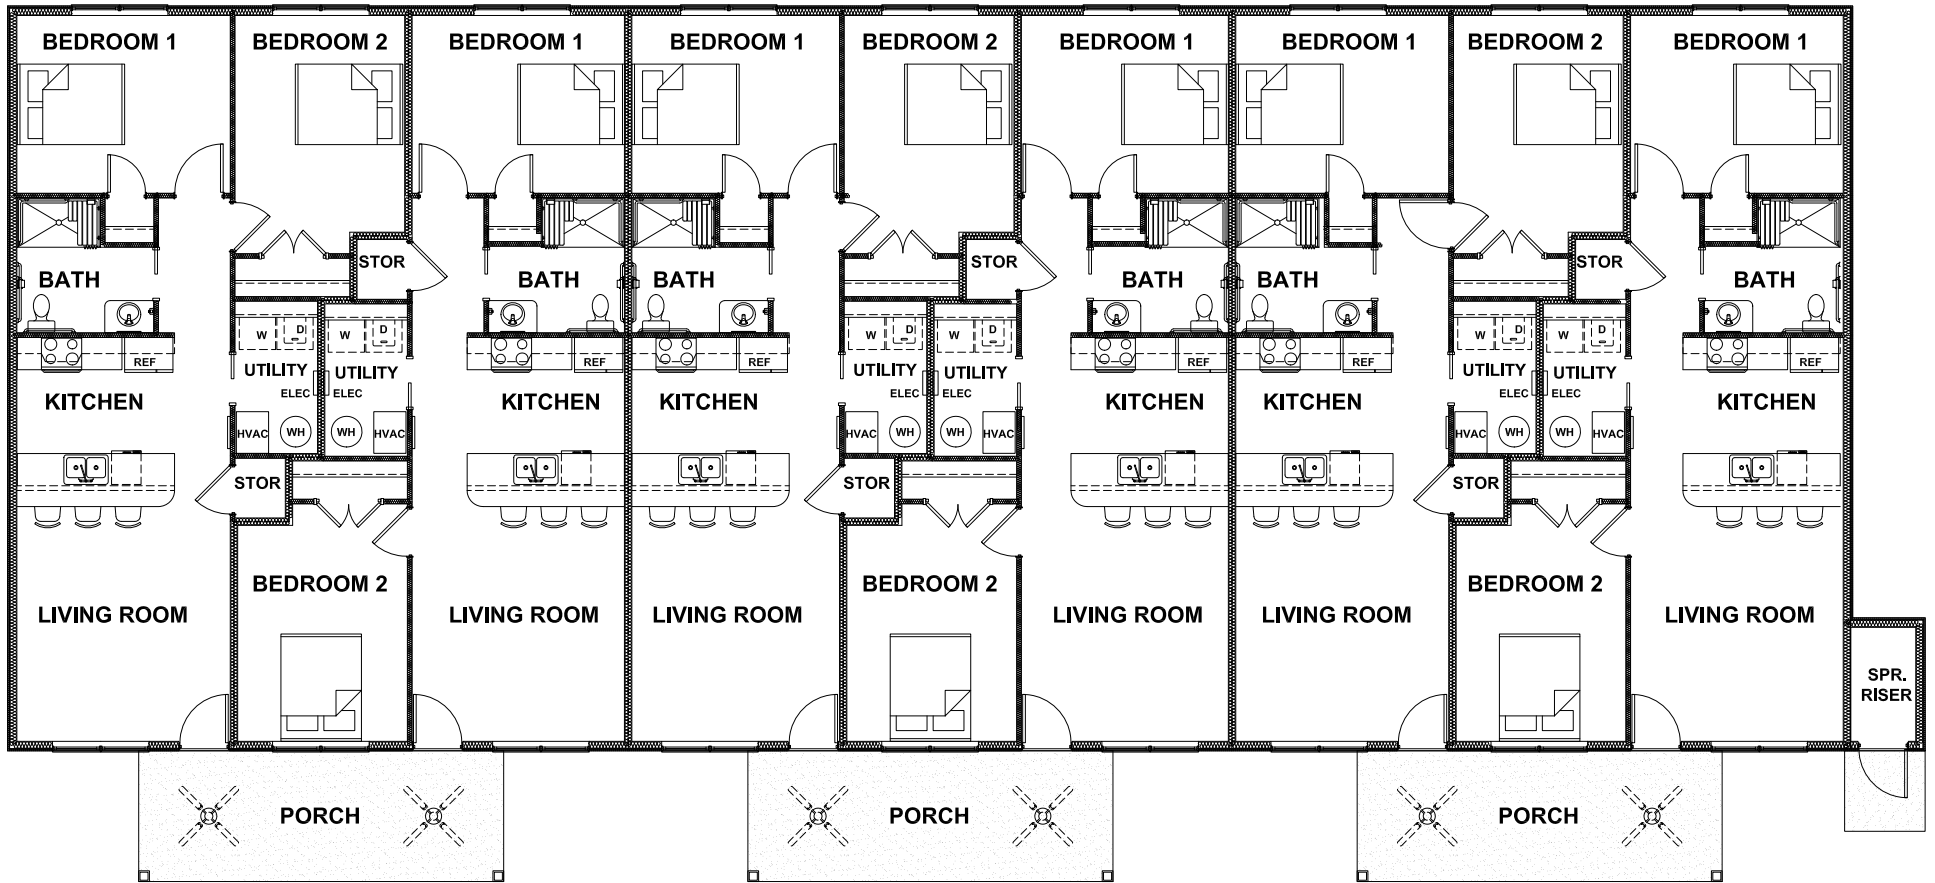 BEDROOM 1
BEDROOM 2
BEDROOM 1
BEDROOM 1
BEDROOM 2
BEDROOM 1
BEDROOM 1
BEDROOM 2
BEDROOM 1
STOR
STOR
STOR
BATH
BATH
BATH
BATH
BATH
BATH
W
D
W
D
W
D
W
D
W
D
W
D
REF
REF
REF
REF
REF
REF
UTILITY
UTILITY
UTILITY
UTILITY
UTILITY
UTILITY
ELEC
ELEC
ELEC
ELEC
ELEC
ELEC
KITCHEN
KITCHEN
KITCHEN
KITCHEN
KITCHEN
KITCHEN
HVAC
WH
WH
HVAC
HVAC
WH
WH
HVAC
HVAC
WH
WH
HVAC
STOR
STOR
STOR
BEDROOM 2
BEDROOM 2
BEDROOM 2
LIVING ROOM
LIVING ROOM
LIVING ROOM
LIVING ROOM
LIVING ROOM
LIVING ROOM
SPR.
RISER
PORCH
PORCH
PORCH